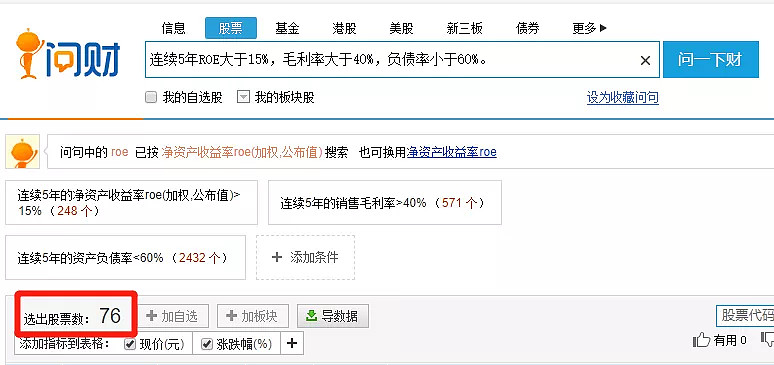 信息 股票 基金 港股 美股 新三板 债券 更多
问财
连续5年ROE大于15%，毛利率大于40%，负债率小于60%。 × 问一下财
我的自选股 我的板块股 设为收藏问句
问句中的 roe 已按 净资产收益率roe(加权,公布值) 搜索 也可换用净资产收益率roe
连续5年的净资产收益率roe(加权,公布值)>
15%（248 个）
连续5年的销售毛利率>40%（571 个）
连续5年的资产负债率<60%（2432 个） + 添加条件
选出股票数： 76 + 加自选 + 加板块 导数据 股票代码
添加指标到表格： 现价(元) 涨跌幅(%) + 有用 0